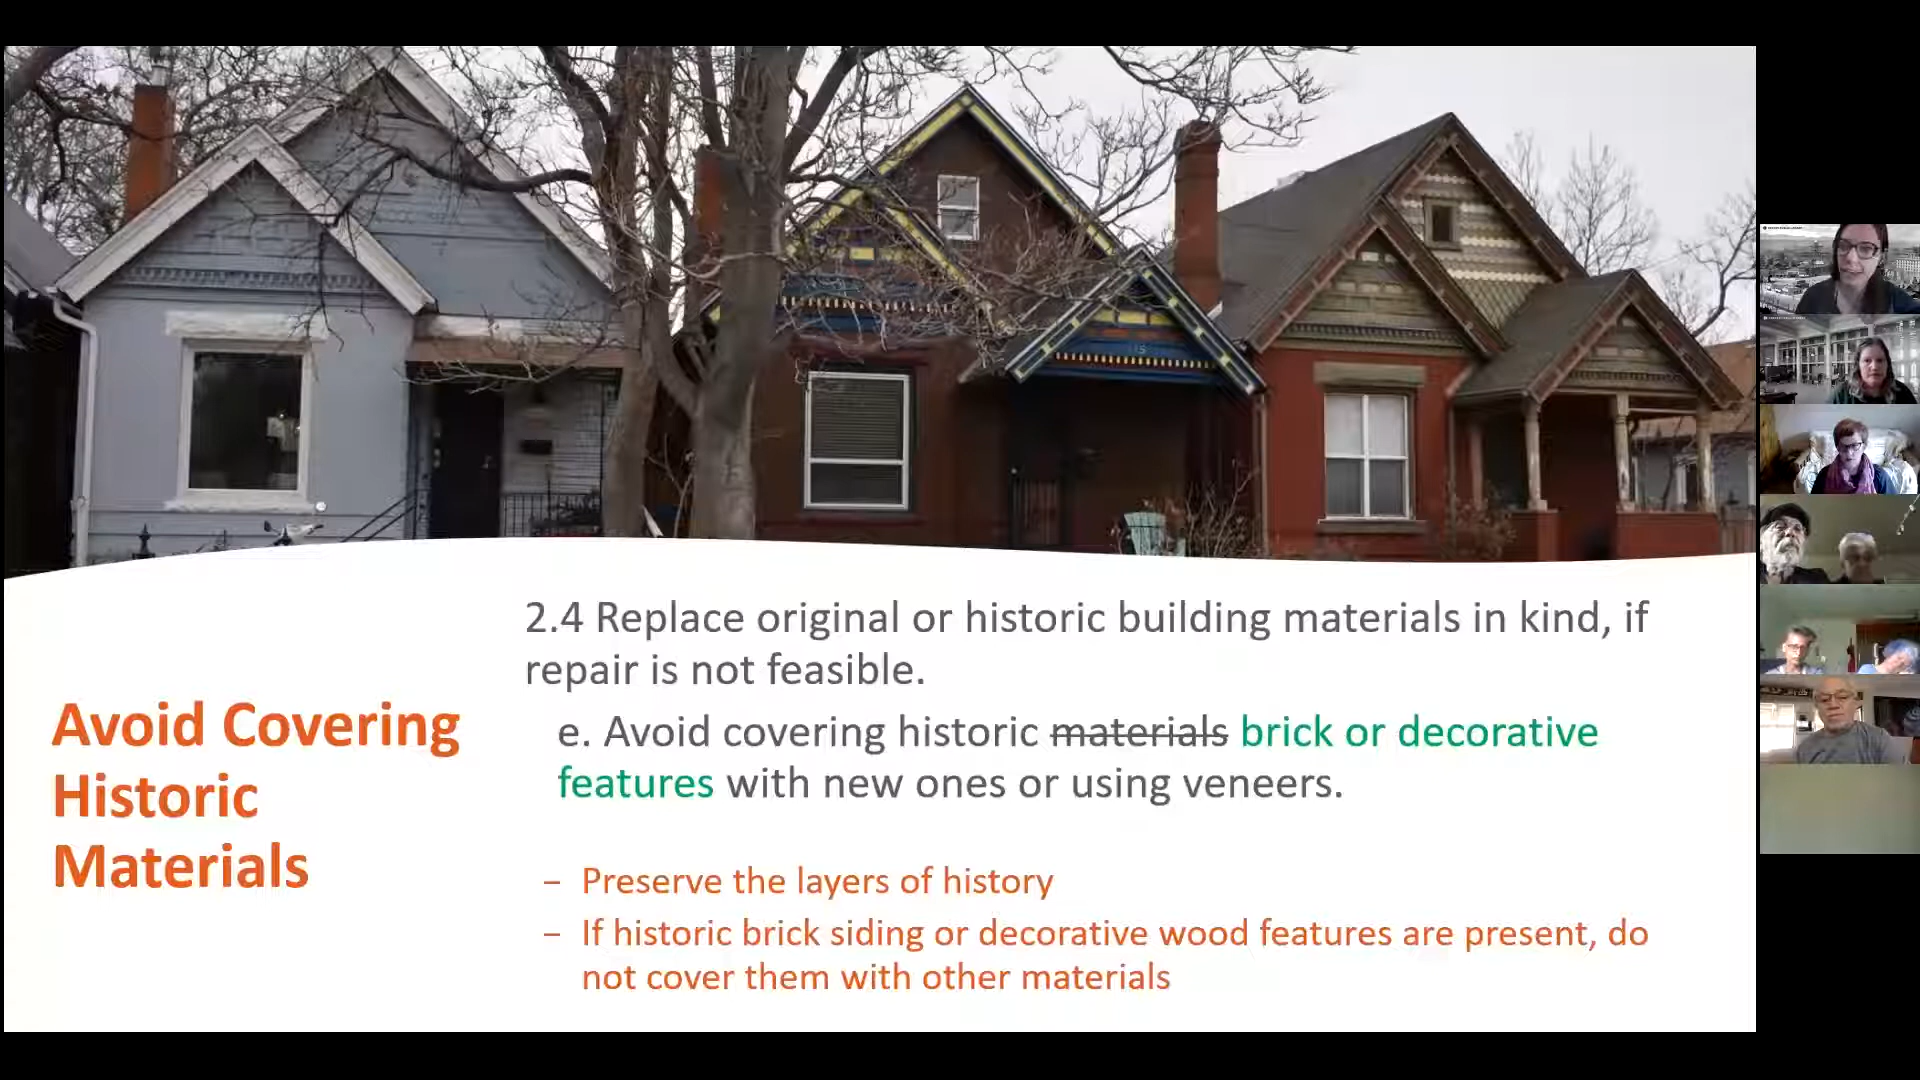 Avoid Covering
Historic
Materials
2.4 Replace original or historic building materials in kind, if
repair is not feasible.
e. Avoid covering historic materials brick or decorative
features with new ones or using veneers.
– Preserve the layers of history
– If historic brick siding or decorative wood features are present, do
not cover them with other materials